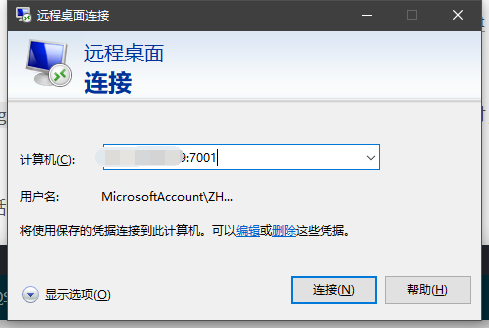 远程桌面连接
远程桌面
连接
计算机(C):
9:7001
用户名:
MicrosoftAccount\ZH...
将使用保存的凭据连接到此计算机。可以编辑或删除这些凭据。
显示选项(O)
连接(N)
帮助(H)